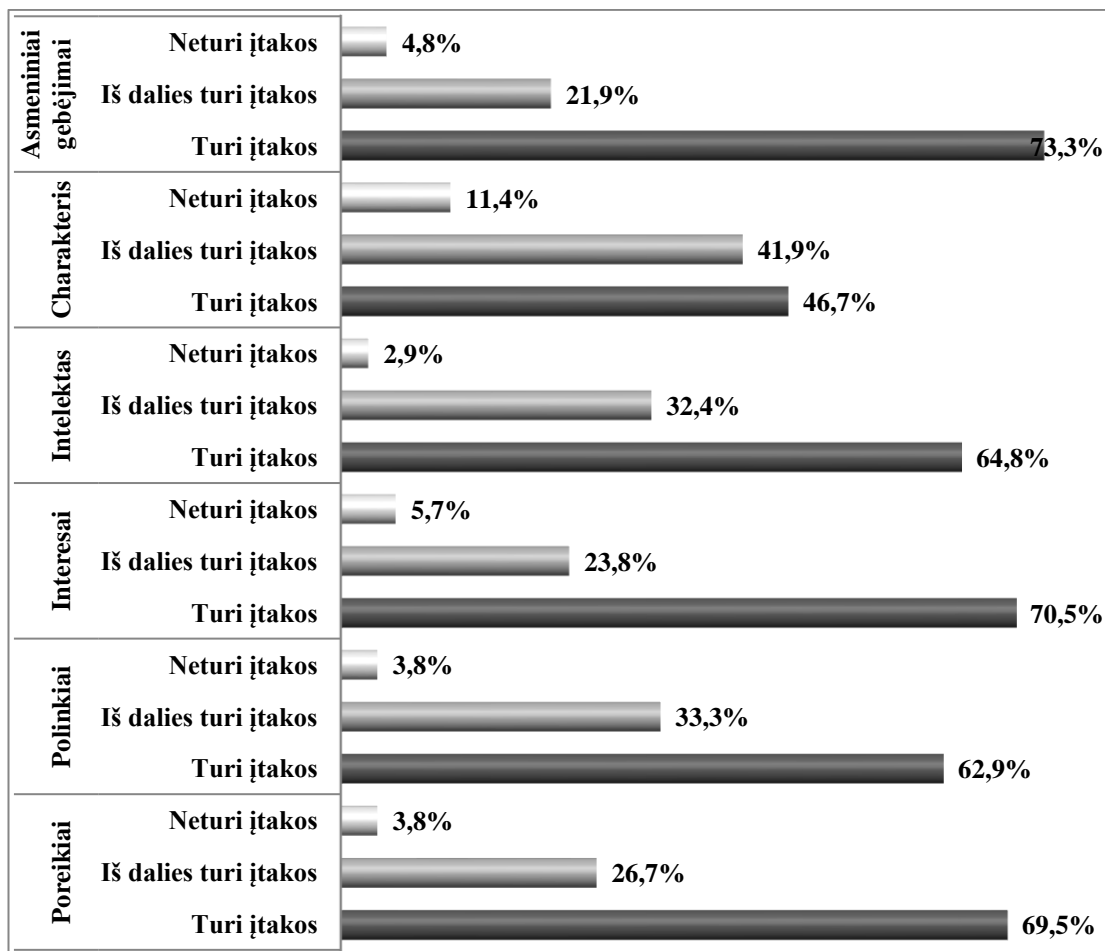 Asmeniniai
gebėjimai
Neturi įtakos 4,8%
Iš dalies turi įtakos 21,9%
Turi įtakos 73,3%
Charakteris
Neturi įtakos 11,4%
Iš dalies turi įtakos 41,9%
Turi įtakos 46,7%
Intelektas
Neturi įtakos 2,9%
Iš dalies turi įtakos 32,4%
Turi įtakos 64,8%
Interesai
Neturi įtakos 5,7%
Iš dalies turi įtakos 23,8%
Turi įtakos 70,5%
Polinkiai
Neturi įtakos 3,8%
Iš dalies turi įtakos 33,3%
Turi įtakos 62,9%
Poreikiai
Neturi įtakos 3,8%
Iš dalies turi įtakos 26,7%
Turi įtakos 69,5%